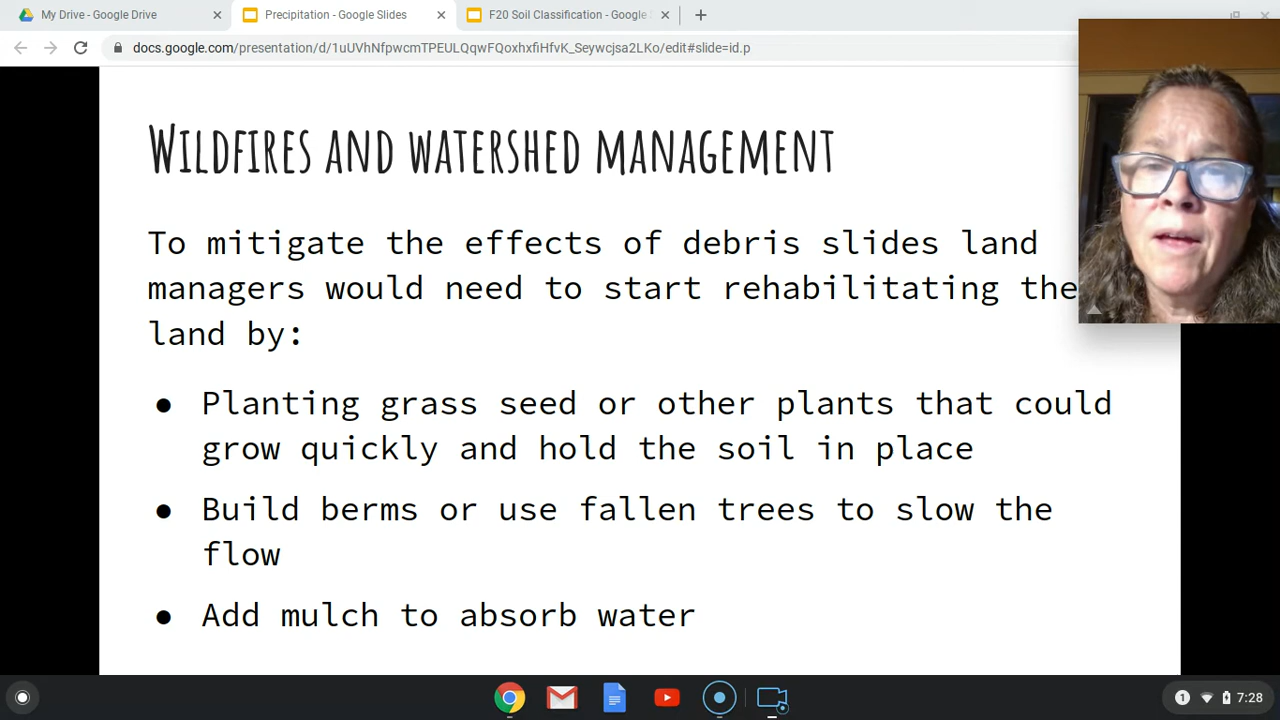 My Drive - Google Drive
Precipitation - Google Slides
F20 Soil Classification - Google
docs.google.com/presentation/d/1uUVhNfpwcmTPEULQqwFQoxhxfiHfvK_Seywcjsa2LKo/edit#slide=id.p
Wildfires and watershed management
To mitigate the effects of debris slides land
managers would need to start rehabilitating the
land by:
● Planting grass seed or other plants that could
grow quickly and hold the soil in place
● Build berms or use fallen trees to slow the
flow
● Add mulch to absorb water
1
7:28